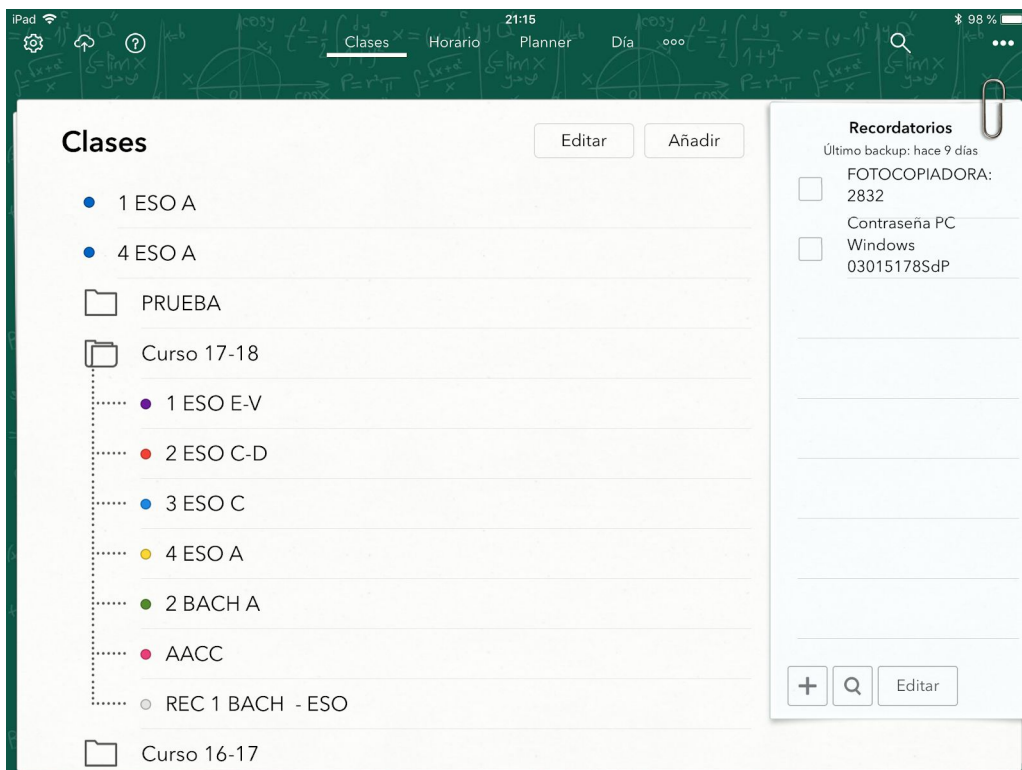 iPad 21:15 98 %
Clases Horario Planner Día
Clases
Editar Añadir
1 ESO A
4 ESO A
PRUEBA
Curso 17-18
1 ESO E-V
2 ESO C-D
3 ESO C
4 ESO A
2 BACH A
AACC
REC 1 BACH - ESO
Curso 16-17
Recordatorios
Último backup: hace 9 días
FOTOCOPIADORA:
2832
Contraseña PC
Windows
03015178SdP
Editar